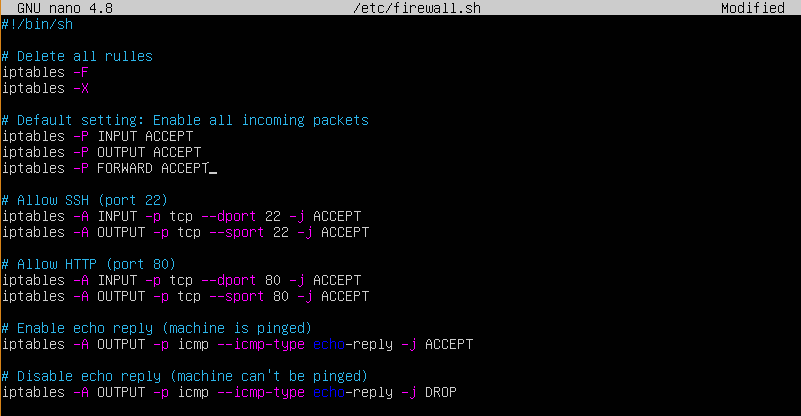 GNU nano 4.8 /etc/firewall.sh Modified
#!/bin/sh
# Delete all rulles
iptables -F
iptables -X
# Default setting: Enable all incoming packets
iptables -P INPUT ACCEPT
iptables -P OUTPUT ACCEPT
iptables -P FORWARD ACCEPT
# Allow SSH (port 22)
iptables -A INPUT -p tcp --dport 22 -j ACCEPT
iptables -A OUTPUT -p tcp --sport 22 -j ACCEPT
# Allow HTTP (port 80)
iptables -A INPUT -p tcp --dport 80 -j ACCEPT
iptables -A OUTPUT -p tcp --sport 80 -j ACCEPT
# Enable echo reply (machine is pinged)
iptables -A OUTPUT -p icmp --icmp-type echo-reply -j ACCEPT
# Disable echo reply (machine can't be pinged)
iptables -A OUTPUT -p icmp --icmp-type echo-reply -j DROP